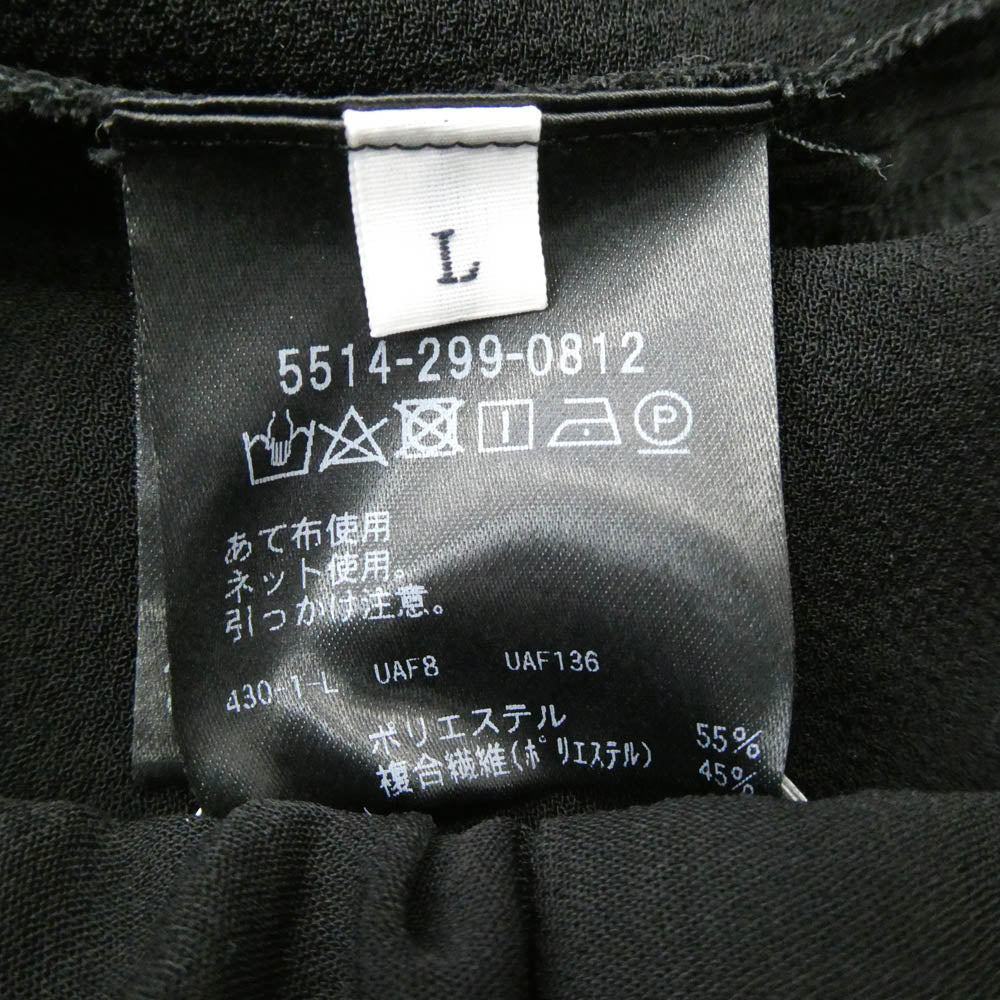 L
5514-299-0812
P
あて布使用
ネット使用。
引つかけ注意。
430-1-L UAF8 UAF136
ポリエステル 55%
複合繊維(ポリエステル) 45%